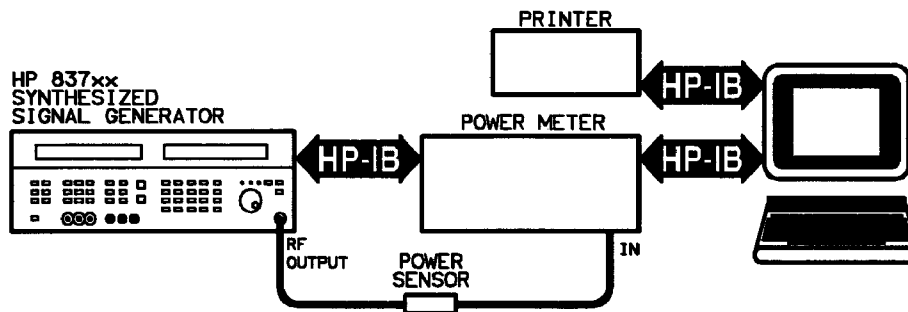 PRINTER
HP 837xx
SYNTHESIZED
SIGNAL GENERATOR
HP-IB
POWER METER
HP-IB
HP-IB
RF
OUTPUT
POWER
SENSOR
IN